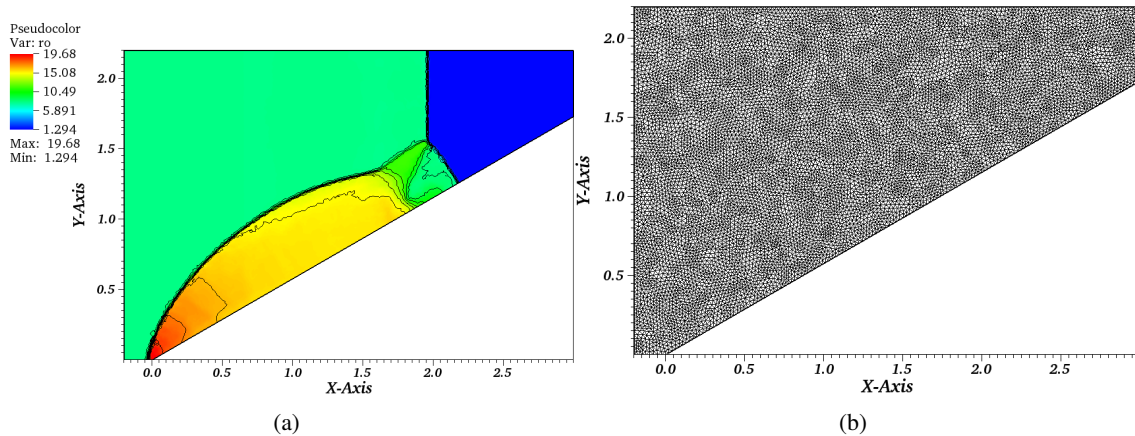 Pseudocolor
Var: ro
19.68
15.08
10.49
5.891
1.294
Max: 19.68
Min: 1.294
2.0
1.5
1.0
0.5
Y-Axis
0.0 0.5 1.0 1.5 2.0 2.5
X-Axis
(a)
2.0
1.5
1.0
0.5
Y-Axis
0.0 0.5 1.0 1.5 2.0 2.5
X-Axis
(b)